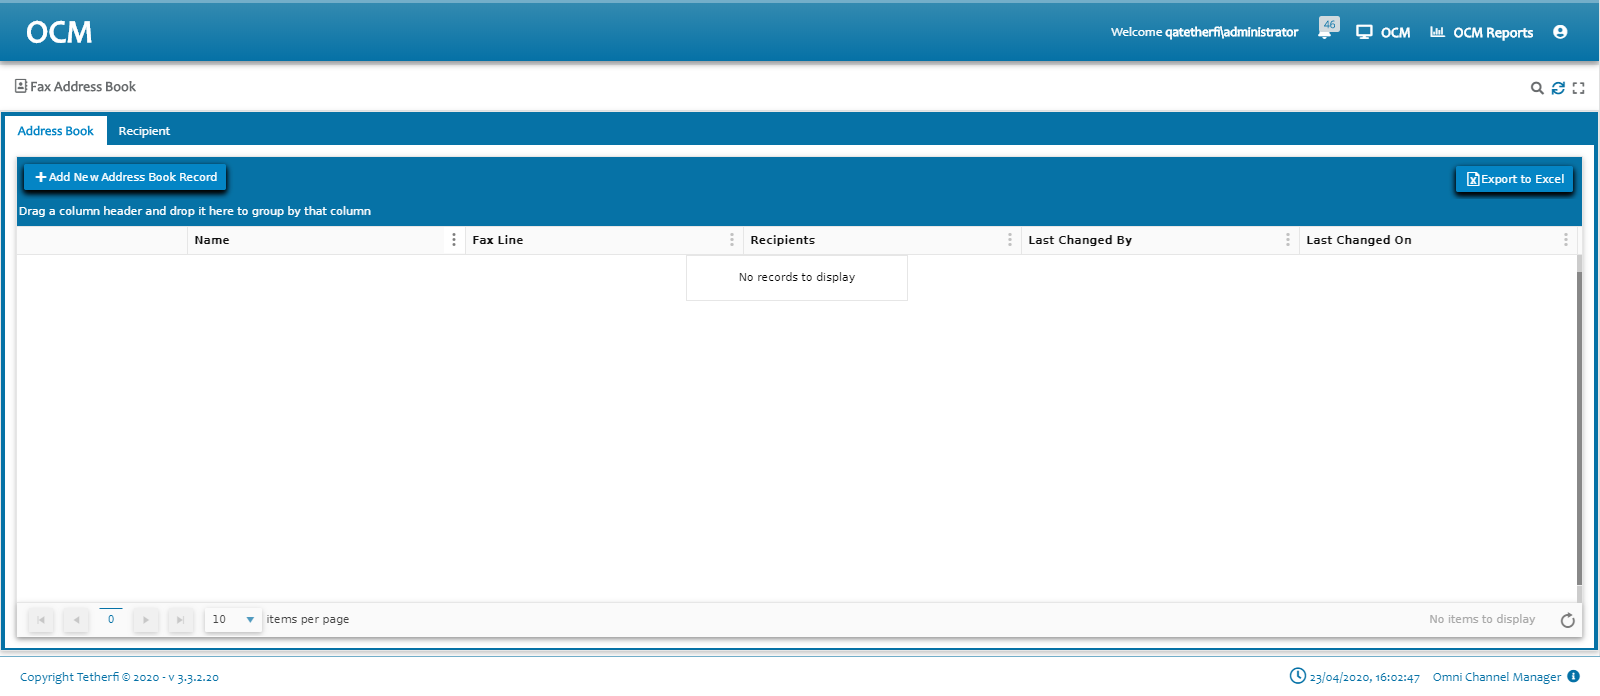 OCM
Welcome qatetherfi\administrator
46
OCM
OCM Reports
Fax Address Book
Address Book
Recipient
Add New Address Book Record
Export to Excel
Drag a column header and drop it here to group by that column
Name
Fax Line
Recipients
Last Changed By
Last Changed On
No records to display
0
10
items per page
No items to display
Copyright Tetherfi © 2020 - v 3.3.2.20
23/04/2020, 16:02:47
Omni Channel Manager